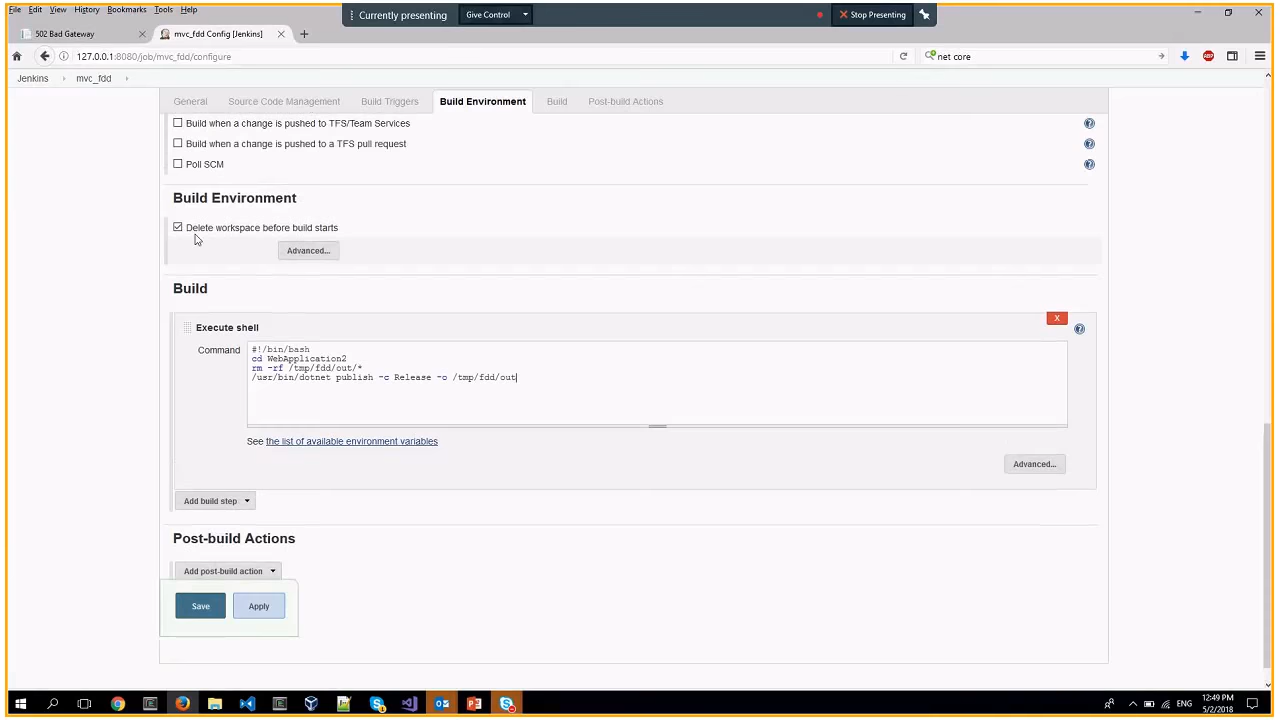 File Edit View History Bookmarks Tools Help
Currently presenting Give Control Stop Presenting
502 Bad Gateway mvc_fdd Config [Jenkins]
127.0.0.1:8080/job/mvc_fdd/configure net core
Jenkins mvc_fdd
General Source Code Management Build Triggers Build Environment Build Post-build Actions
Build when a change is pushed to TFS/Team Services
Build when a change is pushed to a TFS pull request
Poll SCM
Build Environment
Delete workspace before build starts
Advanced...
Build
Execute shell X
Command
#!/bin/bash
cd WebApplication2
rm -rf /tmp/fdd/out/*
/usr/bin/dotnet publish -c Release -o /tmp/fdd/out
See the list of available environment variables
Advanced...
Add build step
Post-build Actions
Add post-build action
Save Apply
12:49 PM
ENG
5/2/2018